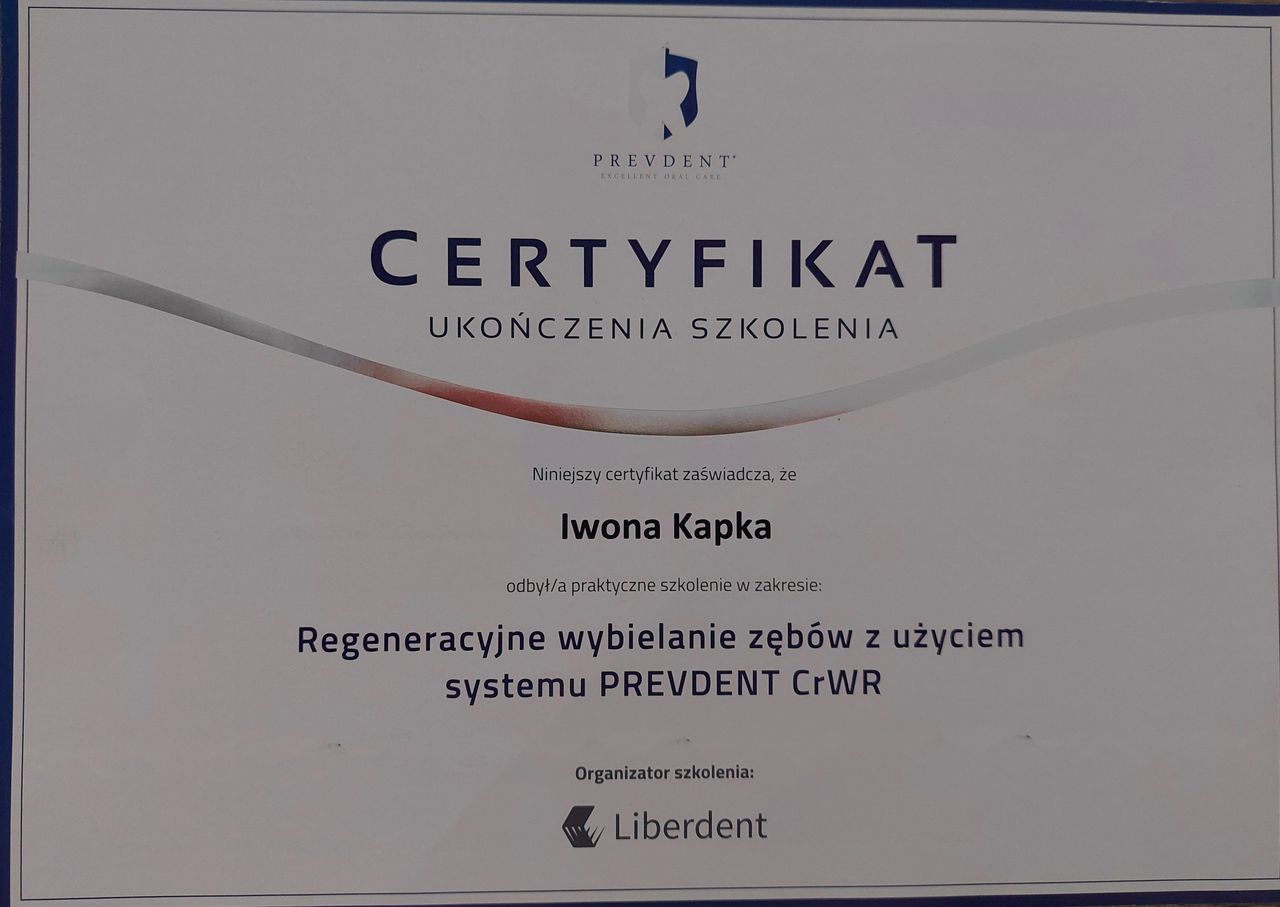 PREVDENT®
EXCELLENT ORAL CARE
CERTYFIKAT
UKOŃCZENIA SZKOLENIA
Niniejszy certyfikat zaświadcza, że
Iwona Kapka
odbył/a praktyczne szkolenie w zakresie:
Regeneracyjne wybielanie zębów z użyciem
systemu PREVDENT CrWR
Organizator szkolenia:
Liberdent